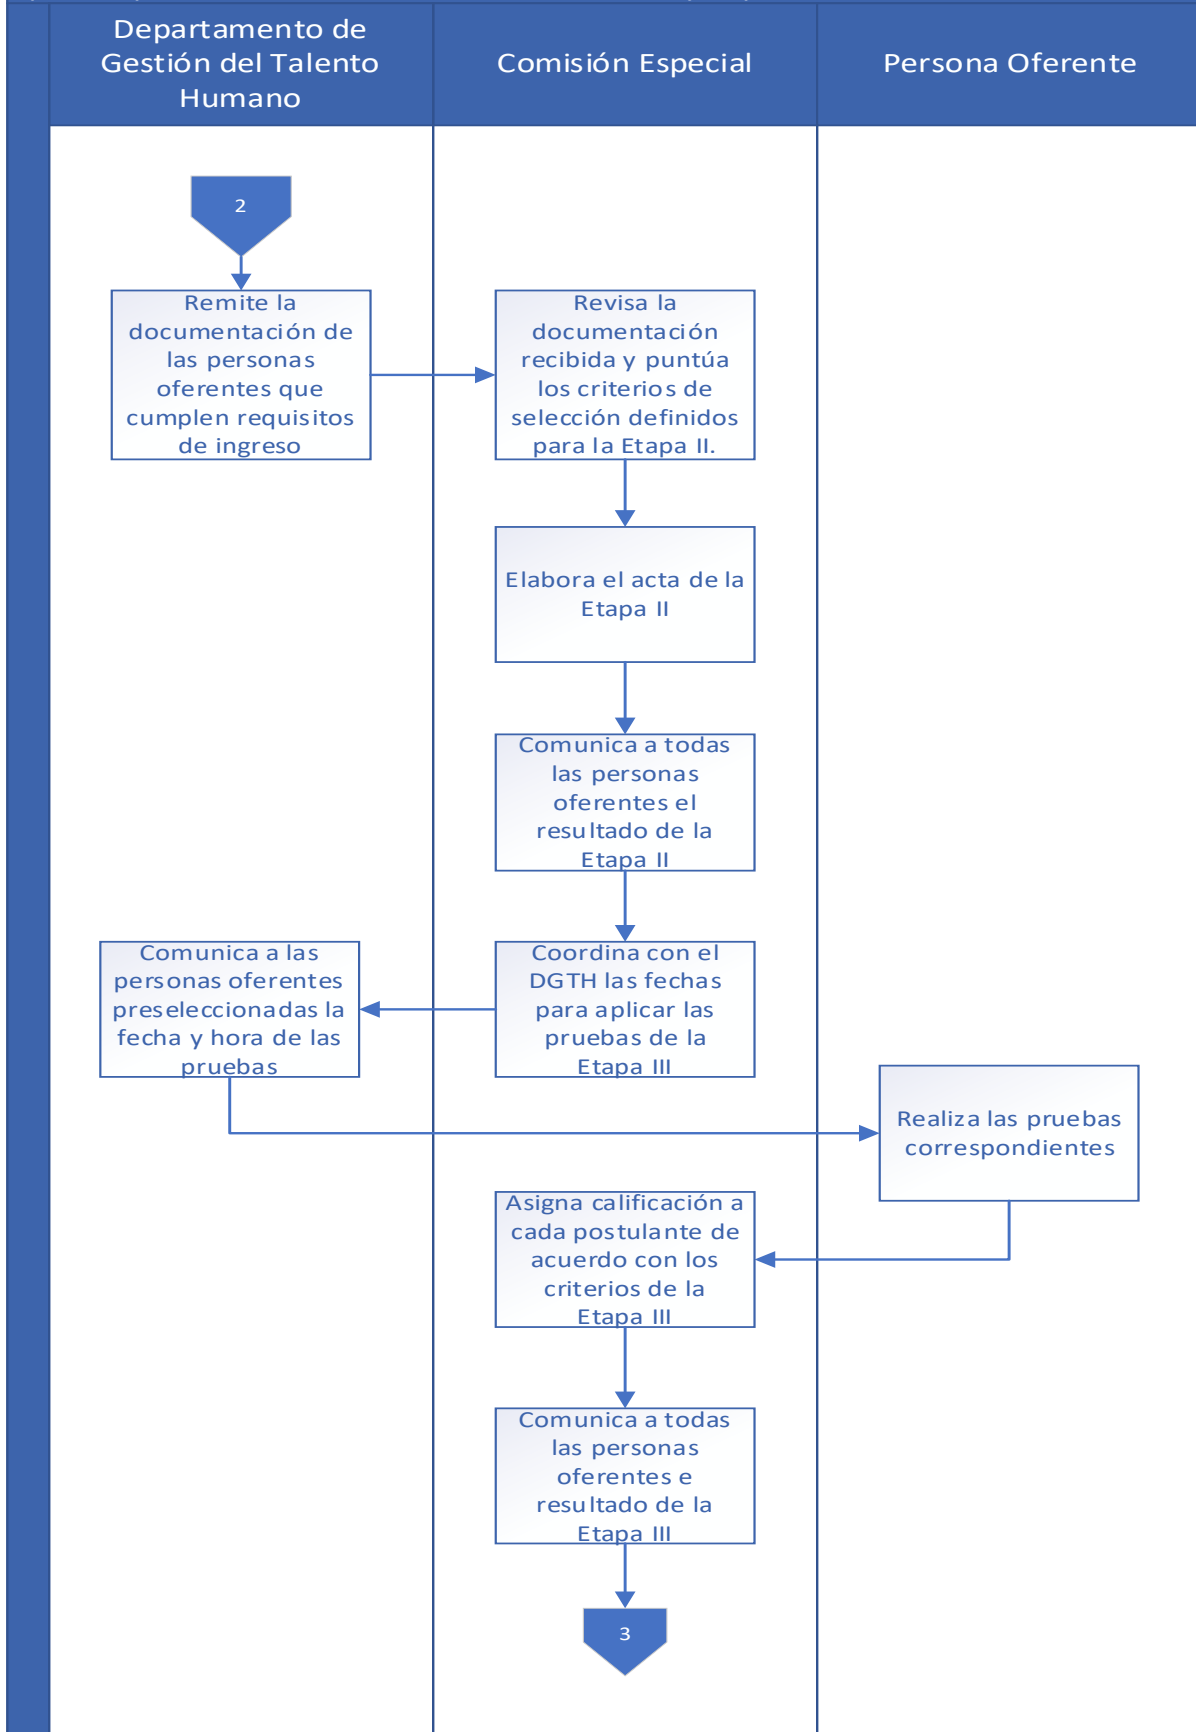 Departamento de
Gestión del Talento
Humano
Comisión Especial
Persona Oferente
2
Remite la
documentación de
las personas
oferentes que
cumplen requisitos
de ingreso
Revisa la
documentación
recibida y puntúa
los criterios de
selección definidos
para la Etapa II.
Elabora el acta de la
Etapa II
Comunica a todas
las personas
oferentes el
resultado de la
Etapa II
Coordina con el
DGTH las fechas
para aplicar las
pruebas de la
Etapa III
Comunica a las
personas oferentes
preseleccionadas la
fecha y hora de las
pruebas
Realiza las pruebas
correspondientes
Asigna calificación a
cada postulante de
acuerdo con los
criterios de la
Etapa III
Comunica a todas
las personas
oferentes e
resultado de la
Etapa III
3